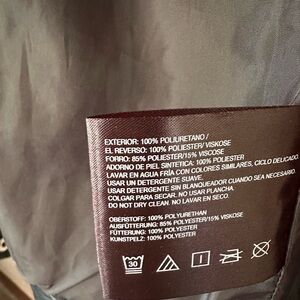 EXTERIOR: 100% POLIURETANO /
EL REVERSO: 100% POLIESTER/ VISKOSE
FORRO: 85% POLIESTER/15% VISCOSE
ADORNO DE PIEL SINTETICA: 100% POLIESTER
LAVAR EN AGUA FRÍA CON COLORES SIMILARES, CICLO DELICADO.
USAR UN DETERGENTE SUAVE.
USAR DETERGENTE SIN BLANQUEADOR CUANDO SEA NECESARIO.
COLGAR PARA SECAR. NO USAR PLANCHA.
DO NOT DRY CLEAN. NO LAVAR EN SECO.
OBERSTOFF: 100% POLYURETHAN
AUSFÜTTERUNG: 85% POLYESTER/15% VISKOSE
FÜTTERUNG: 100% POLYESTER
KUNSTPELZ: 100% POLYESTER
30